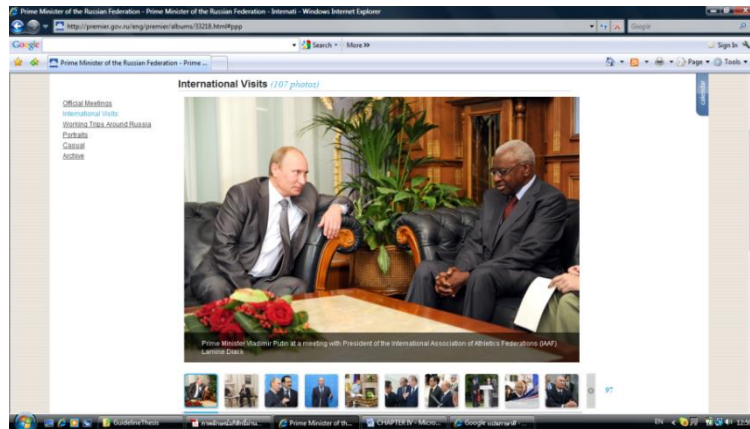 Prime Minister of the Russian Federation - Prime Minister of the Russian Federation - Internati - Windows Internet Explorer
http://premier.gov.ru/eng/premier/albums/33218.html#ppp
Google
Google
Search
More >>
Sign In
Prime Minister of the Russian Federation - Prime ...
Page
Tools
International Visits (107 photos)
calendar
Official Meetings
International Visits
Working Trips Around Russia
Portraits
Casual
Archive
Prime Minister Vladimir Putin at a meeting with President of the International Association of Athletics Federations (IAAF)
Lamine Diack
97
GuidelineThesis
Prime Minister of th...
CHAPTER IV - Micro...
EN